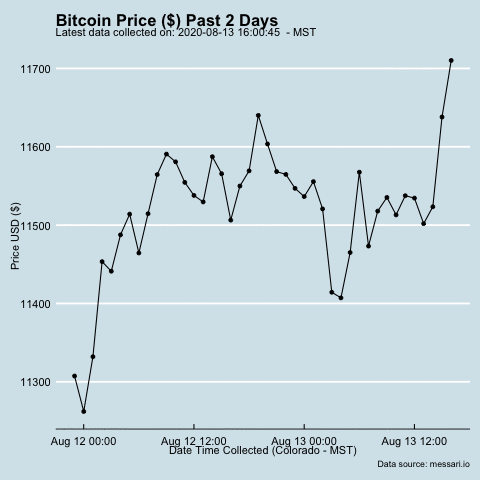 Bitcoin Price ($) Past 2 Days
Latest data collected on: 2020-08-13 16:00:45  - MST
11700
11600
11500
11400
11300
Price USD ($)
Aug 12 00:00 Aug 12 12:00 Aug 13 00:00 Aug 13 12:00
Date Time Collected (Colorado - MST)
Data source: messari.io